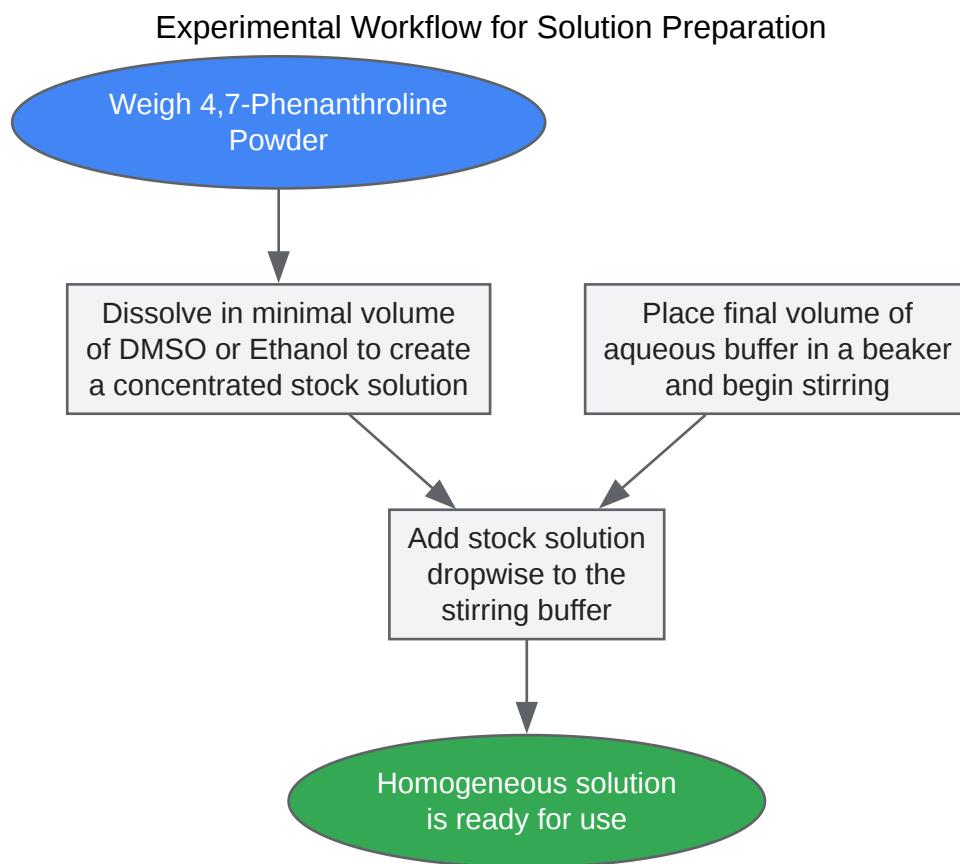 Experimental Workflow for Solution Preparation
Weigh 4,7-Phenanthroline
Powder
Dissolve in minimal volume
of DMSO or Ethanol to create
a concentrated stock solution
Place final volume of
aqueous buffer in a beaker
and begin stirring
Add stock solution
dropwise to the
stirring buffer
Homogeneous solution
is ready for use